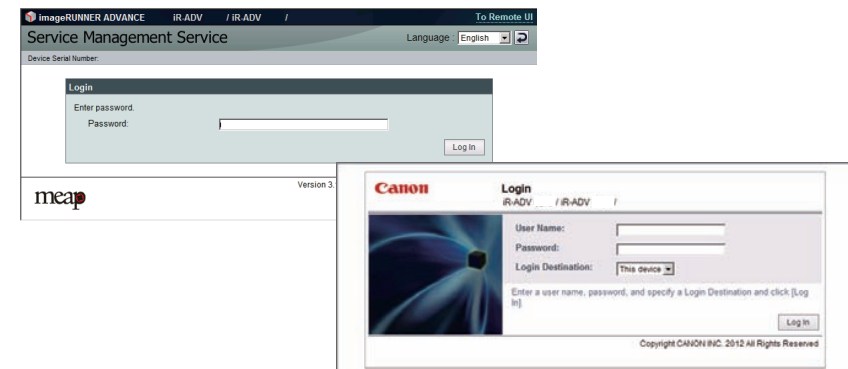 imageRUNNER ADVANCE iR-ADV / iR-ADV /
To Remote UI
Service Management Service
Language : English
Device Serial Number:
Login
Enter password.
Password:
Log In
meap
Version 3.
Canon
Login
iR-ADV / iR-ADV /
User Name:
Password:
Login Destination: This device
Enter a user name, password, and specify a Login Destination and click [Log
In]
Log In
Copyright CANON INC. 2012 All Rights Reserved